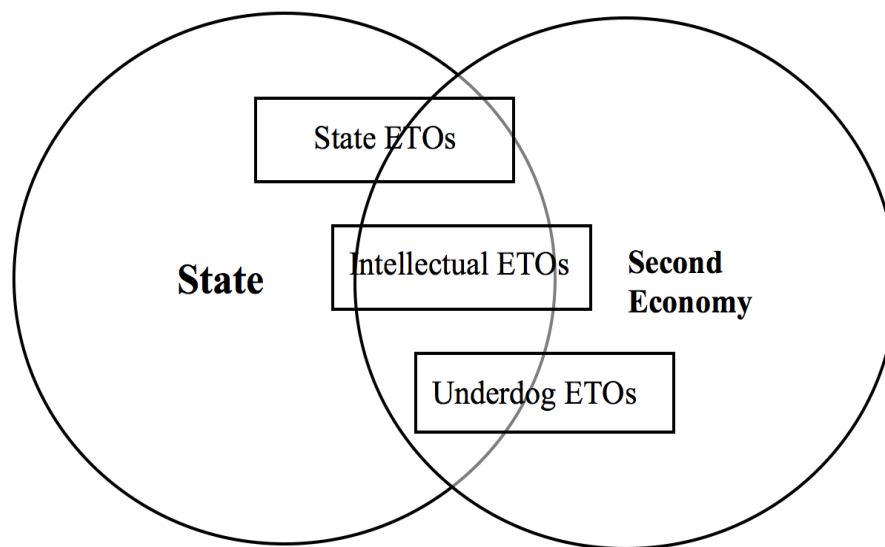 State ETOs
Intellectual ETOs
State
Second
Economy
Underdog ETOs